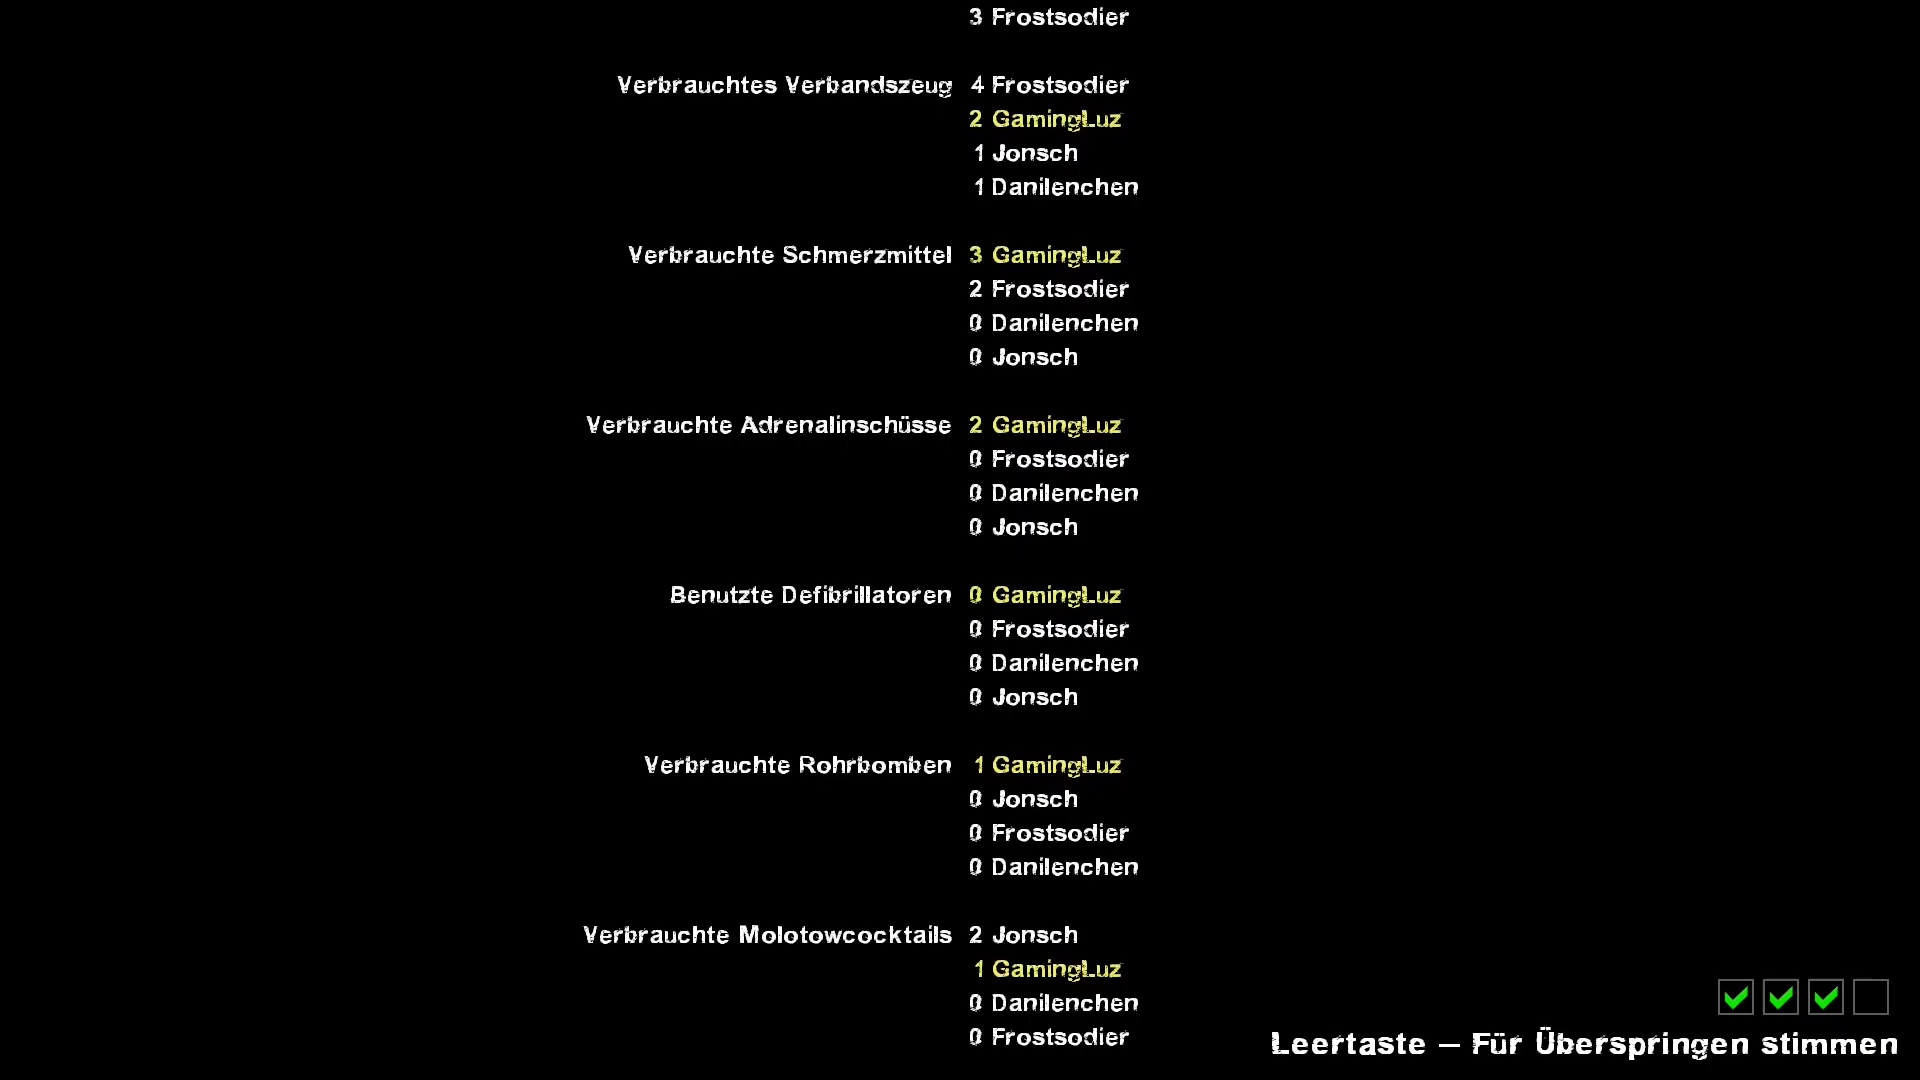 3 Frostsodier
Verbrauchtes Verbandszeug 4 Frostsodier
2 GamingLuz
1 Jonsch
1 Danilenchen
Verbrauchte Schmerzmittel 3 GamingLuz
2 Frostsodier
0 Danilenchen
0 Jonsch
Verbrauchte Adrenalinschüsse 2 GamingLuz
0 Frostsodier
0 Danilenchen
0 Jonsch
Benutzte Defibrillatoren 0 GamingLuz
0 Frostsodier
0 Danilenchen
0 Jonsch
Verbrauchte Rohrbomben 1 GamingLuz
0 Jonsch
0 Frostsodier
0 Danilenchen
Verbrauchte Molotowcocktails 2 Jonsch
1 GamingLuz
0 Danilenchen
0 Frostsodier
Leertaste – Für Überspringen stimmen